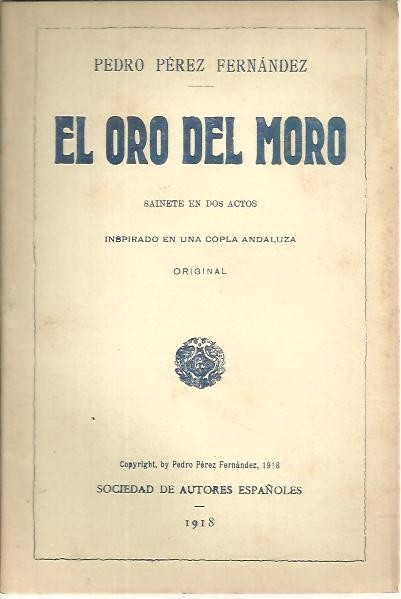 PEDRO PÉREZ FERNÁNDEZ
EL ORO DEL MORO
SAINETE EN DOS ACTOS
INSPIRADO EN UNA COPLA ANDALUZA
ORIGINAL
Copyright, by Pedro Pérez Fernández, 1918
SOCIEDAD DE AUTORES ESPAÑOLES
1918